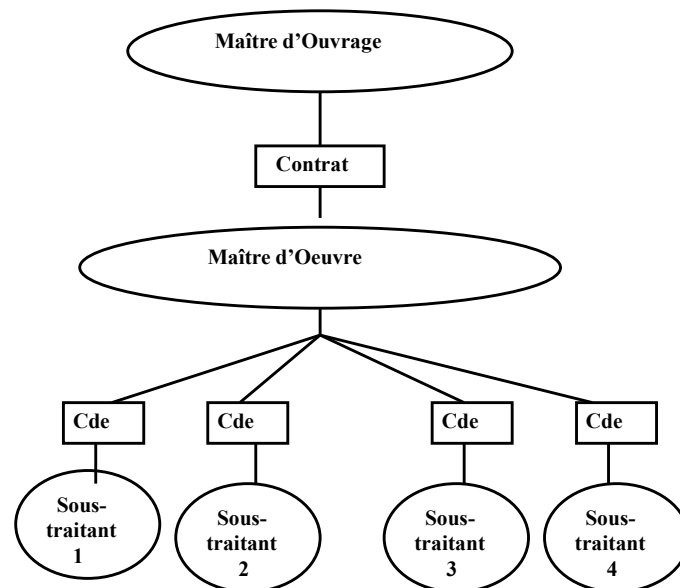 Maître d'Ouvrage
Contrat
Maître d'Oeuvre
Cde
Cde
Cde
Cde
Sous-
traitant
1
Sous-
traitant
2
Sous-
traitant
3
Sous-
traitant
4